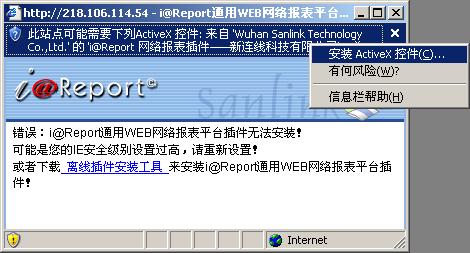 http://218.106.114.54 - i@Report通用WEB网络报表平台...
此站点可能需要下列ActiveX 控件: 来自 'Wuhan Sanlink Technology
Co.,Ltd.' 的 'i@Report 网络报表插件——新连线科技有限
安装 ActiveX 控件(C)...
有何风险(W)?
信息栏帮助(H)
i@Report©
Sanlink
错误：i@Report通用WEB网络报表平台插件无法安装!
可能是您的IE安全级别设置过高，请重新设置!
或者下载 离线插件安装工具 来安装i@Report通用WEB网络报表平台插
件!
Internet